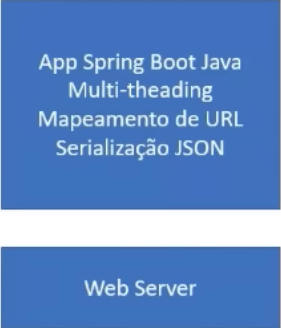 App Spring Boot Java
Multi-theading
Mapeamento de URL
Serialização JSON
Web Server